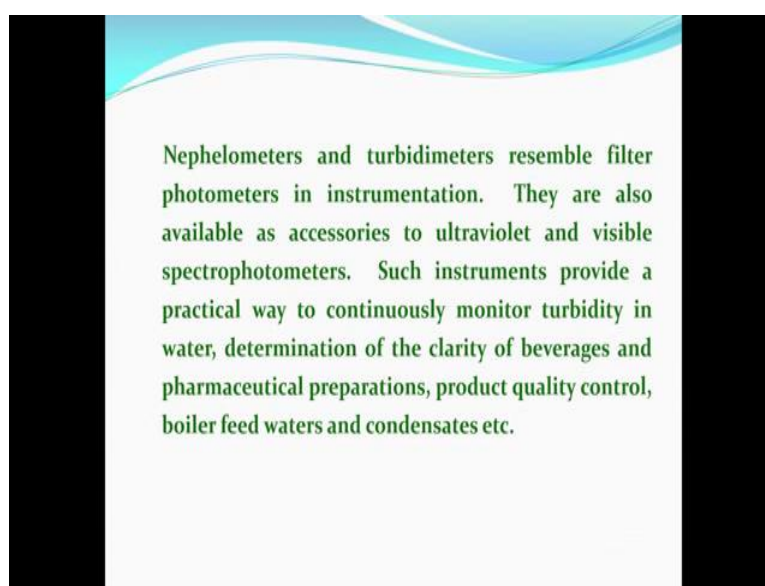 Nephelometers and turbidimeters resemble filter
photometers in instrumentation. They are also
available as accessories to ultraviolet and visible
spectrophotometers. Such instruments provide a
practical way to continuously monitor turbidity in
water, determination of the clarity of beverages and
pharmaceutical preparations, product quality control,
boiler feed waters and condensates etc.